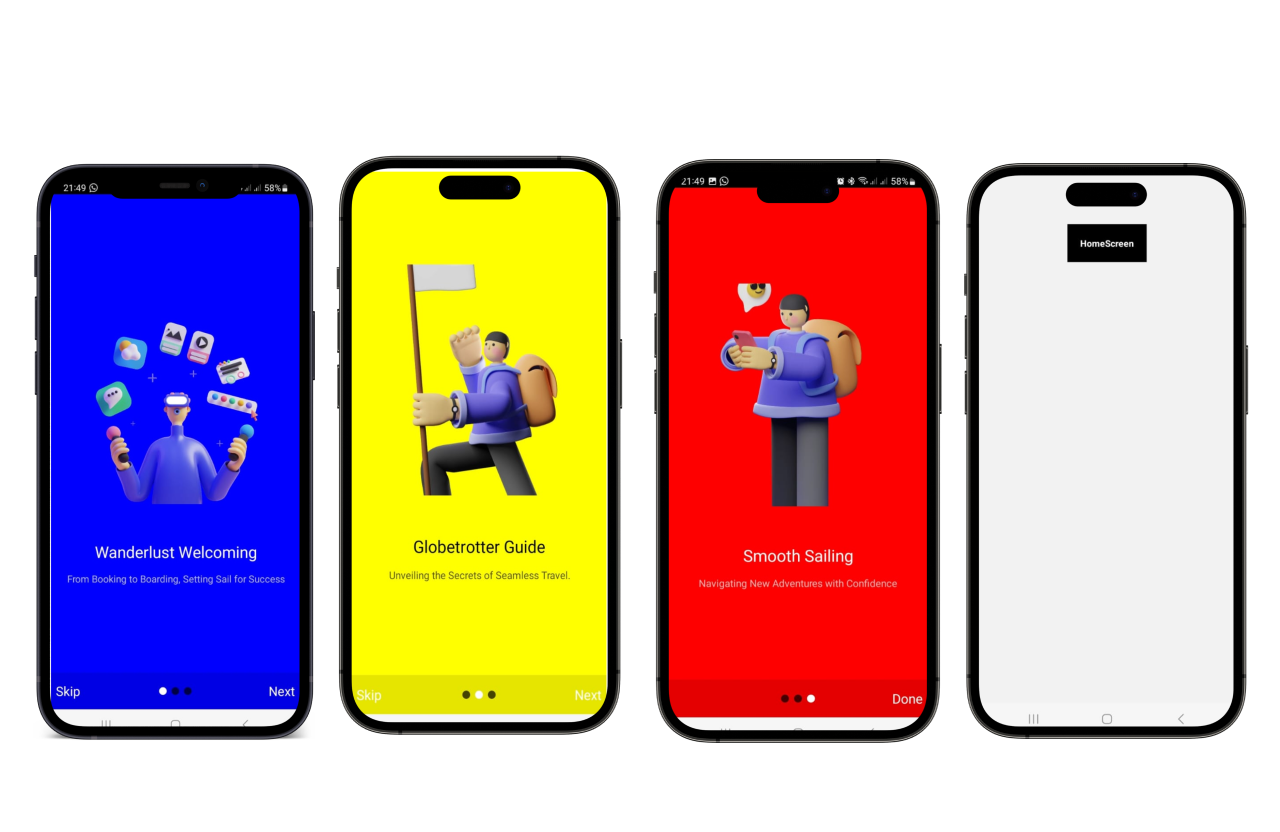 21:49
58%
Wanderlust Welcoming
From Booking to Boarding, Setting Sail for Success
Skip
Next
Globetrotter Guide
Unveiling the Secrets of Seamless Travel.
Skip
Next
21:49
58%
Smooth Sailing
Navigating New Adventures with Confidence
Done
HomeScreen